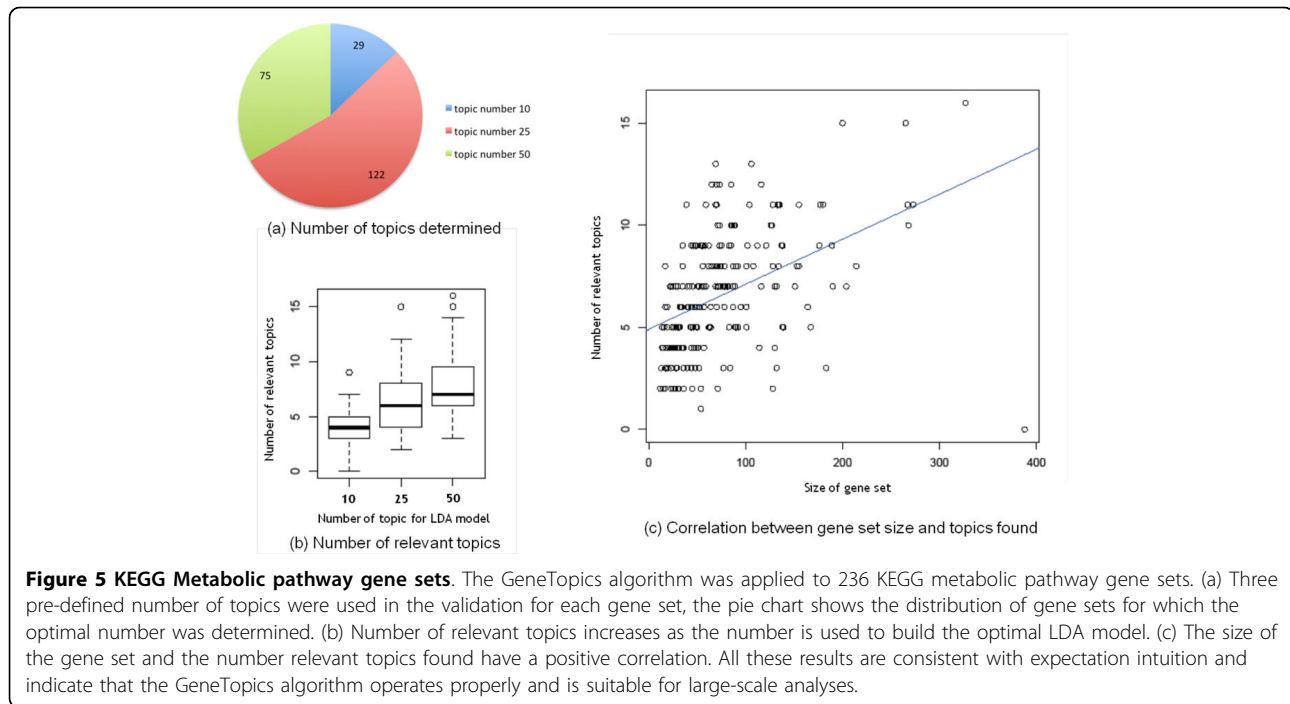 29
75
122
topic number 10
topic number 25
topic number 50
(a) Number of topics determined
Number of relevant topics
15
10
5
0
10 25 50
Number of topic for LDA model
(b) Number of relevant topics
Number of relevant topics
15
10
5
0
0 100 200 300 400
Size of gene set
(c) Correlation between gene set size and topics found
Figure 5 KEGG Metabolic pathway gene sets. The GeneTopics algorithm was applied to 236 KEGG metabolic pathway gene sets. (a) Three
pre-defined number of topics were used in the validation for each gene set, the pie chart shows the distribution of gene sets for which the
optimal number was determined. (b) Number of relevant topics increases as the number is used to build the optimal LDA model. (c) The size of
the gene set and the number relevant topics found have a positive correlation. All these results are consistent with expectation intuition and
indicate that the GeneTopics algorithm operates properly and is suitable for large-scale analyses.